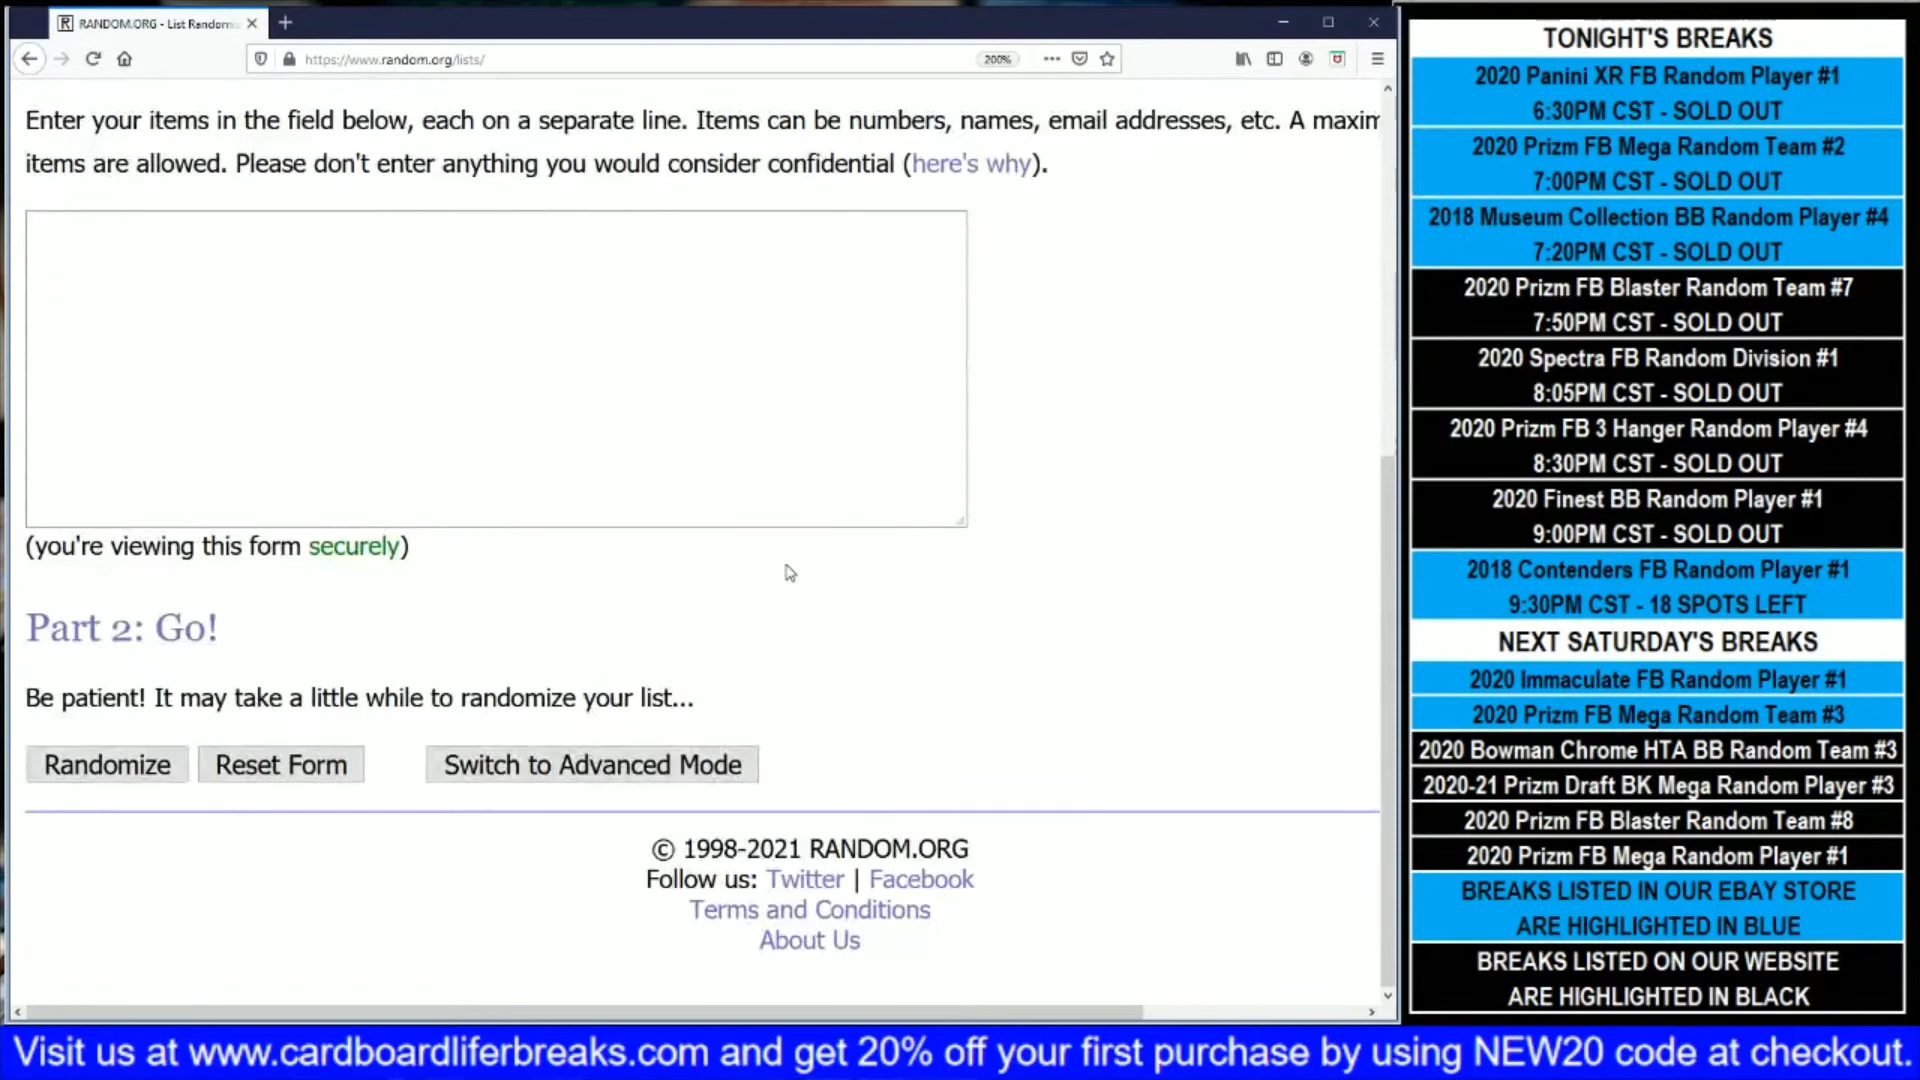 RANDOM.ORG - List Randomi
https://www.random.org/lists/
200%
Enter your items in the field below, each on a separate line. Items can be numbers, names, email addresses, etc. A maxim
items are allowed. Please don't enter anything you would consider confidential (here's why).
(you're viewing this form securely)
Part 2: Go!
Be patient! It may take a little while to randomize your list...
Randomize
Reset Form
Switch to Advanced Mode
© 1998-2021 RANDOM.ORG
Follow us: Twitter | Facebook
Terms and Conditions
About Us
TONIGHT'S BREAKS
2020 Panini XR FB Random Player #1
6:30PM CST - SOLD OUT
2020 Prizm FB Mega Random Team #2
7:00PM CST - SOLD OUT
2018 Museum Collection BB Random Player #4
7:20PM CST - SOLD OUT
2020 Prizm FB Blaster Random Team #7
7:50PM CST - SOLD OUT
2020 Spectra FB Random Division #1
8:05PM CST - SOLD OUT
2020 Prizm FB 3 Hanger Random Player #4
8:30PM CST - SOLD OUT
2020 Finest BB Random Player #1
9:00PM CST - SOLD OUT
2018 Contenders FB Random Player #1
9:30PM CST - 18 SPOTS LEFT
NEXT SATURDAY'S BREAKS
2020 Immaculate FB Random Player #1
2020 Prizm FB Mega Random Team #3
2020 Bowman Chrome HTA BB Random Team #3
2020-21 Prizm Draft BK Mega Random Player #3
2020 Prizm FB Blaster Random Team #8
2020 Prizm FB Mega Random Player #1
BREAKS LISTED IN OUR EBAY STORE
ARE HIGHLIGHTED IN BLUE
BREAKS LISTED ON OUR WEBSITE
ARE HIGHLIGHTED IN BLACK
Visit us at www.cardboardliferbreaks.com and get 20% off your first purchase by using NEW20 code at checkout.